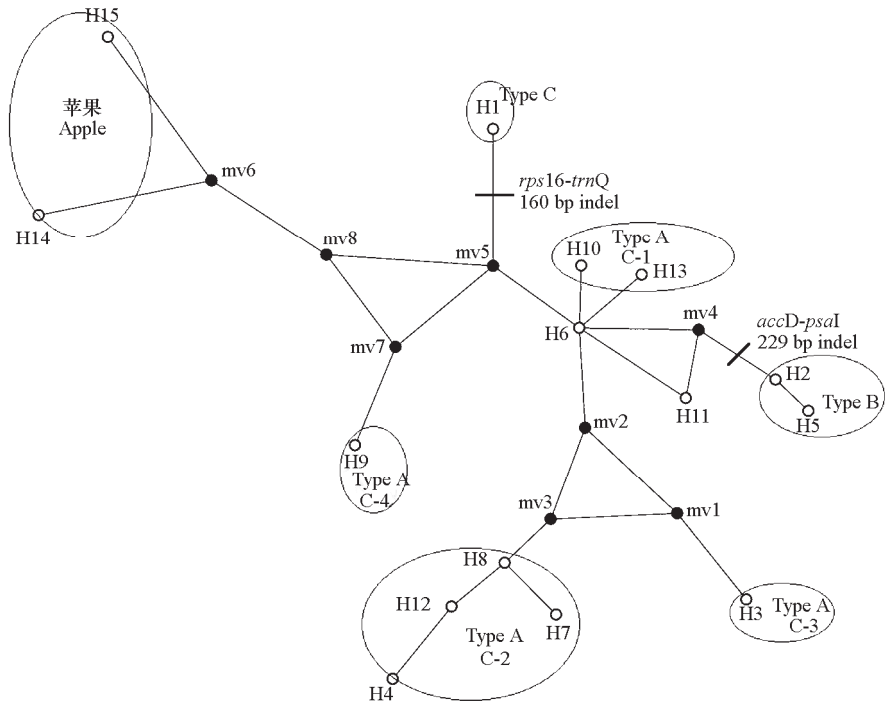 H15
苹果
Apple
H14
mv6
mv8
Type C
H1
rps16-trnQ
160 bp indel
mv5
mv7
H9
Type A
C-4
Type A
C-1
H10
H13
H6
mv4
accD-psaI
229 bp indel
H2
Type B
H5
H11
mv2
mv3
mv1
H8
H12
H7
Type A
C-2
H4
H3
Type A
C-3